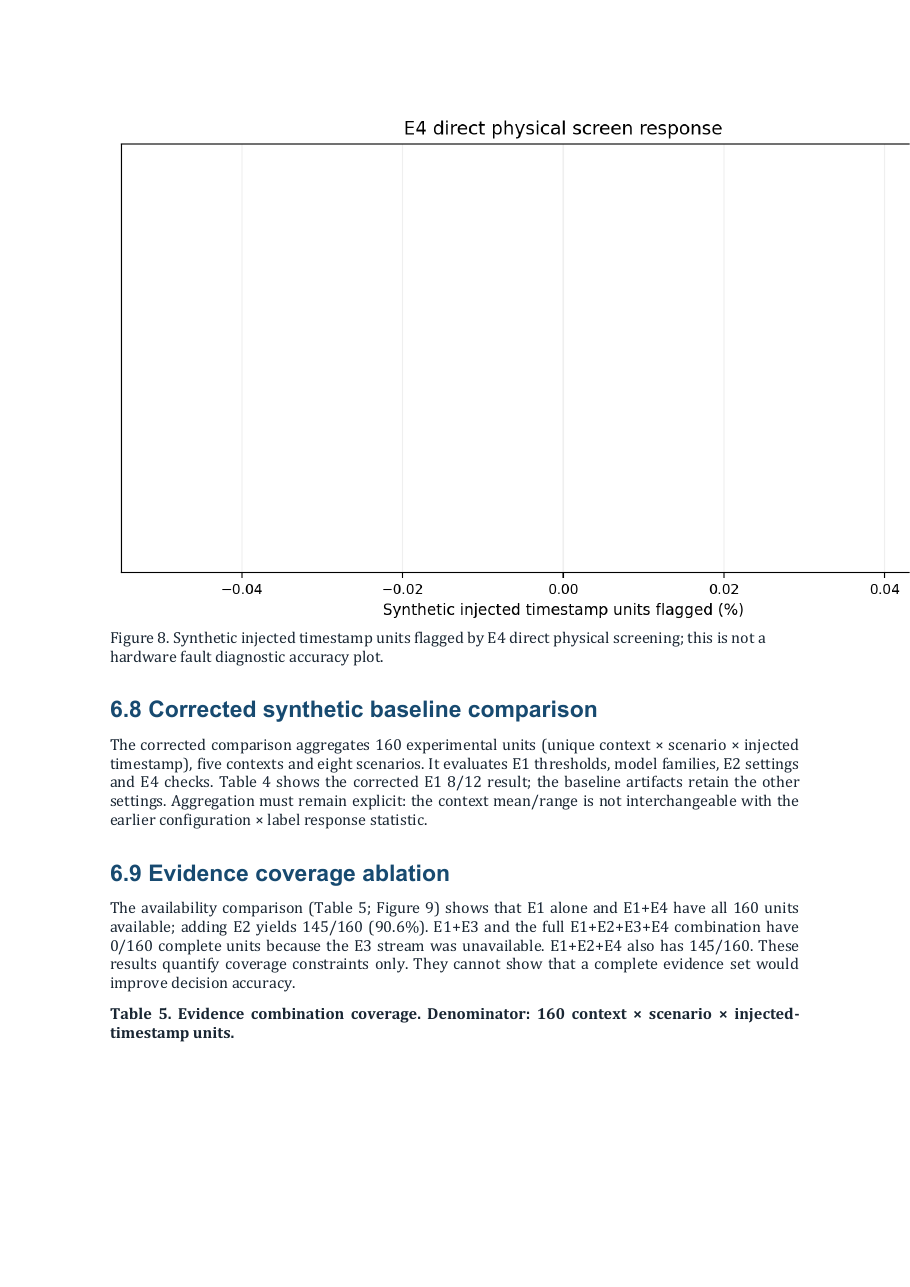 E4 direct physical screen response
−0.04 −0.02 0.00 0.02 0.04
Synthetic injected timestamp units flagged (%)
Figure 8. Synthetic injected timestamp units flagged by E4 direct physical screening; this is not a
hardware fault diagnostic accuracy plot.
6.8 Corrected synthetic baseline comparison
The corrected comparison aggregates 160 experimental units (unique context × scenario × injected
timestamp), five contexts and eight scenarios. It evaluates E1 thresholds, model families, E2 settings
and E4 checks. Table 4 shows the corrected E1 8/12 result; the baseline artifacts retain the other
settings. Aggregation must remain explicit: the context mean/range is not interchangeable with the
earlier configuration × label response statistic.
6.9 Evidence coverage ablation
The availability comparison (Table 5; Figure 9) shows that E1 alone and E1+E4 have all 160 units
available; adding E2 yields 145/160 (90.6%). E1+E3 and the full E1+E2+E3+E4 combination have
0/160 complete units because the E3 stream was unavailable. E1+E2+E4 also has 145/160. These
results quantify coverage constraints only. They cannot show that a complete evidence set would
improve decision accuracy.
Table 5. Evidence combination coverage. Denominator: 160 context × scenario × injected-
timestamp units.